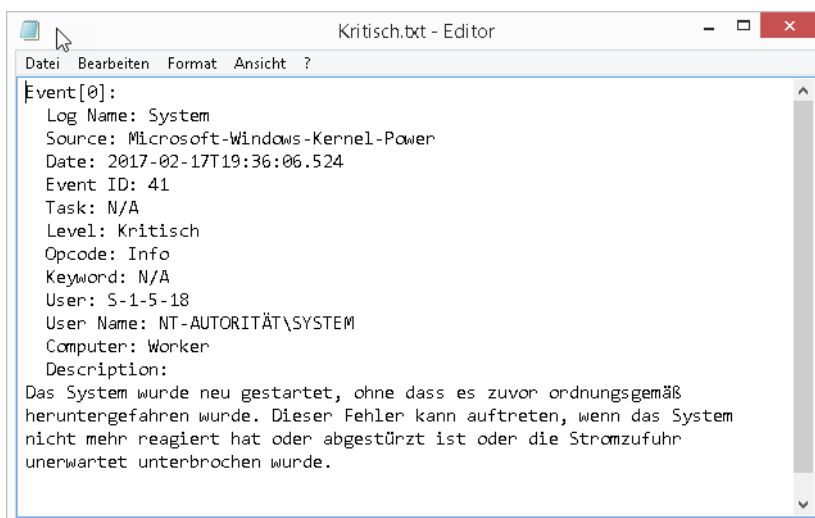 Kritisch.txt - Editor
Datei Bearbeiten Format Ansicht ?
Event[0]:
Log Name: System
Source: Microsoft-Windows-Kernel-Power
Date: 2017-02-17T19:36:06.524
Event ID: 41
Task: N/A
Level: Kritisch
Opcode: Info
Keyword: N/A
User: S-1-5-18
User Name: NT-AUTORITÄT\SYSTEM
Computer: Worker
Description:
Das System wurde neu gestartet, ohne dass es zuvor ordnungsgemäß
heruntergefahren wurde. Dieser Fehler kann auftreten, wenn das System
nicht mehr reagiert hat oder abgestürzt ist oder die Stromzufuhr
unerwartet unterbrochen wurde.